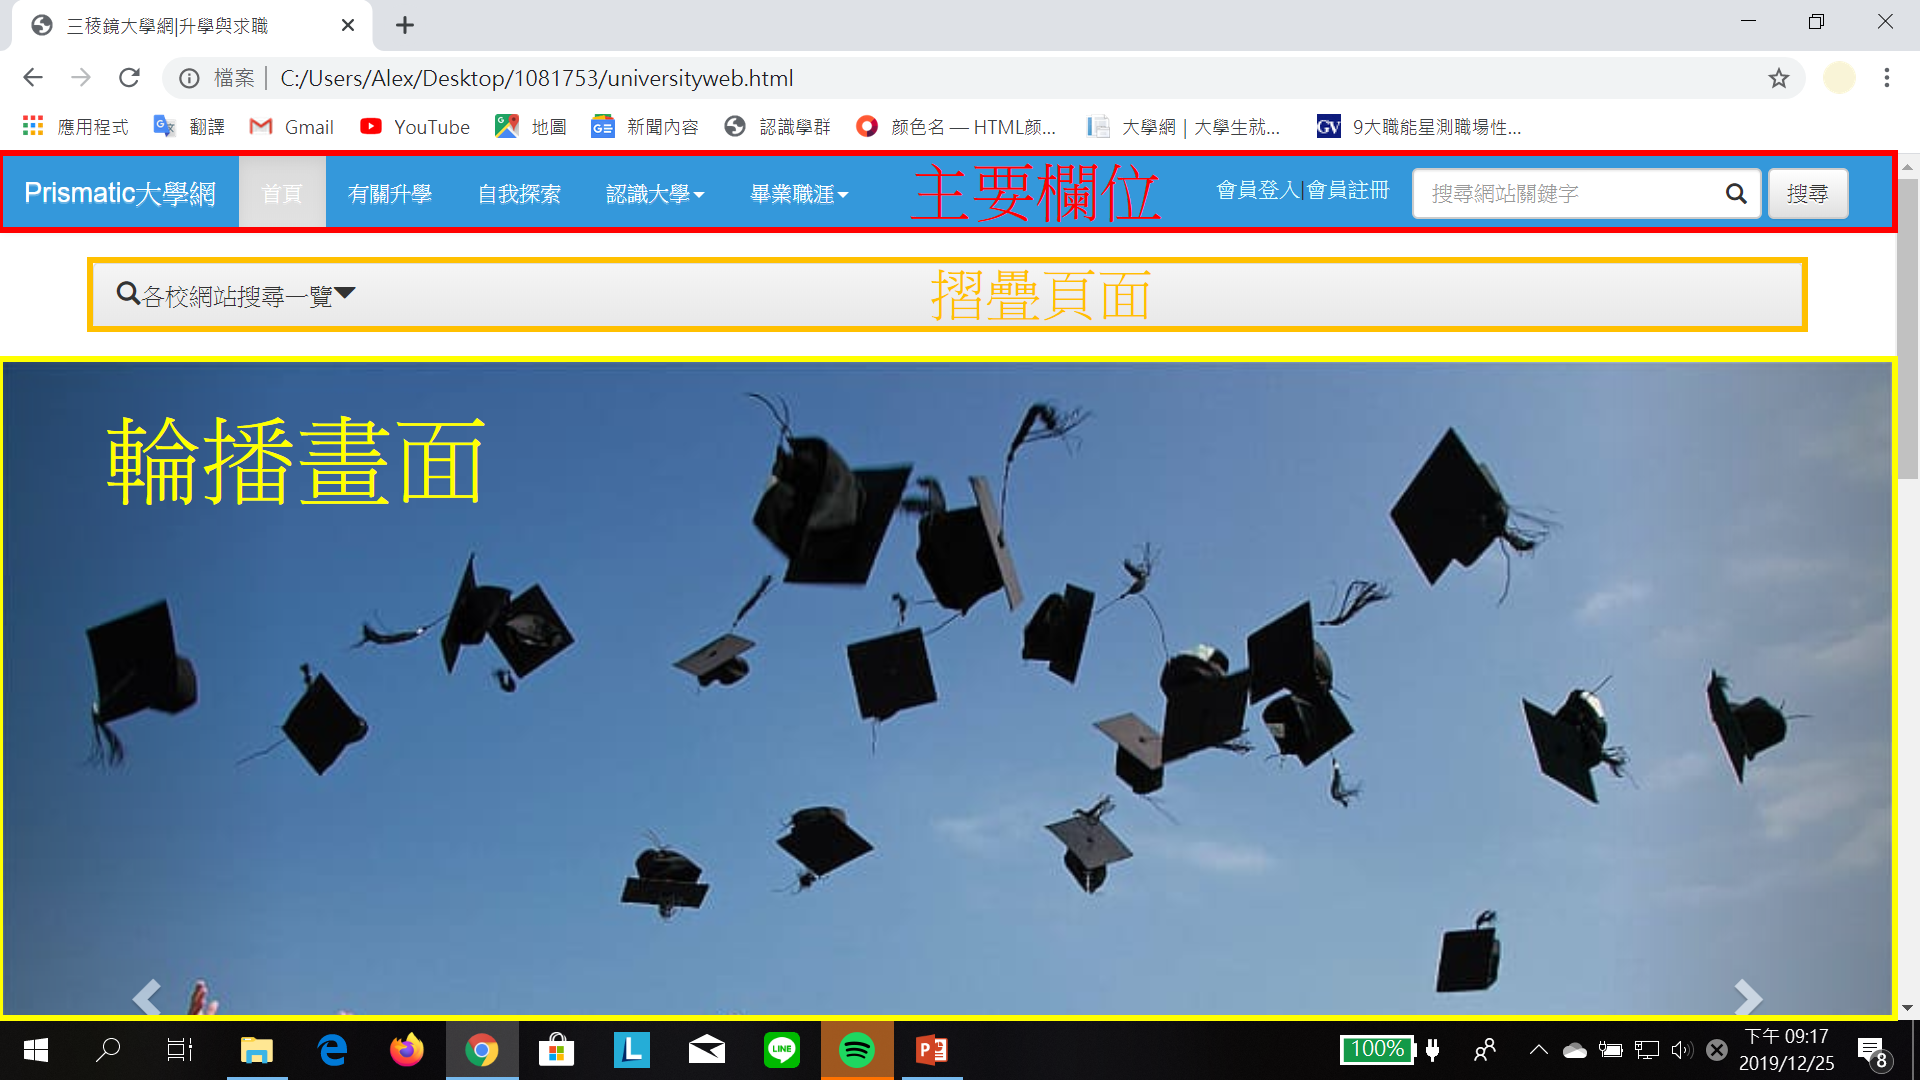 三稜鏡大學網|升學與求職
檔案 C:/Users/Alex/Desktop/1081753/universityweb.html
應用程式 翻譯 Gmail YouTube 地圖 新聞內容 認識學群 颜色名 — HTML颜... 大學網 | 大學生就... GV 9大職能星測職場性...
Prismatic大學網 首頁 有關升學 自我探索 認識大學 畢業職涯 主要欄位 會員登入|會員註冊 搜尋網站關鍵字 搜尋
各校網站搜尋一覽 摺疊頁面
輪播畫面
100% 下午 09:17
2019/12/25 8